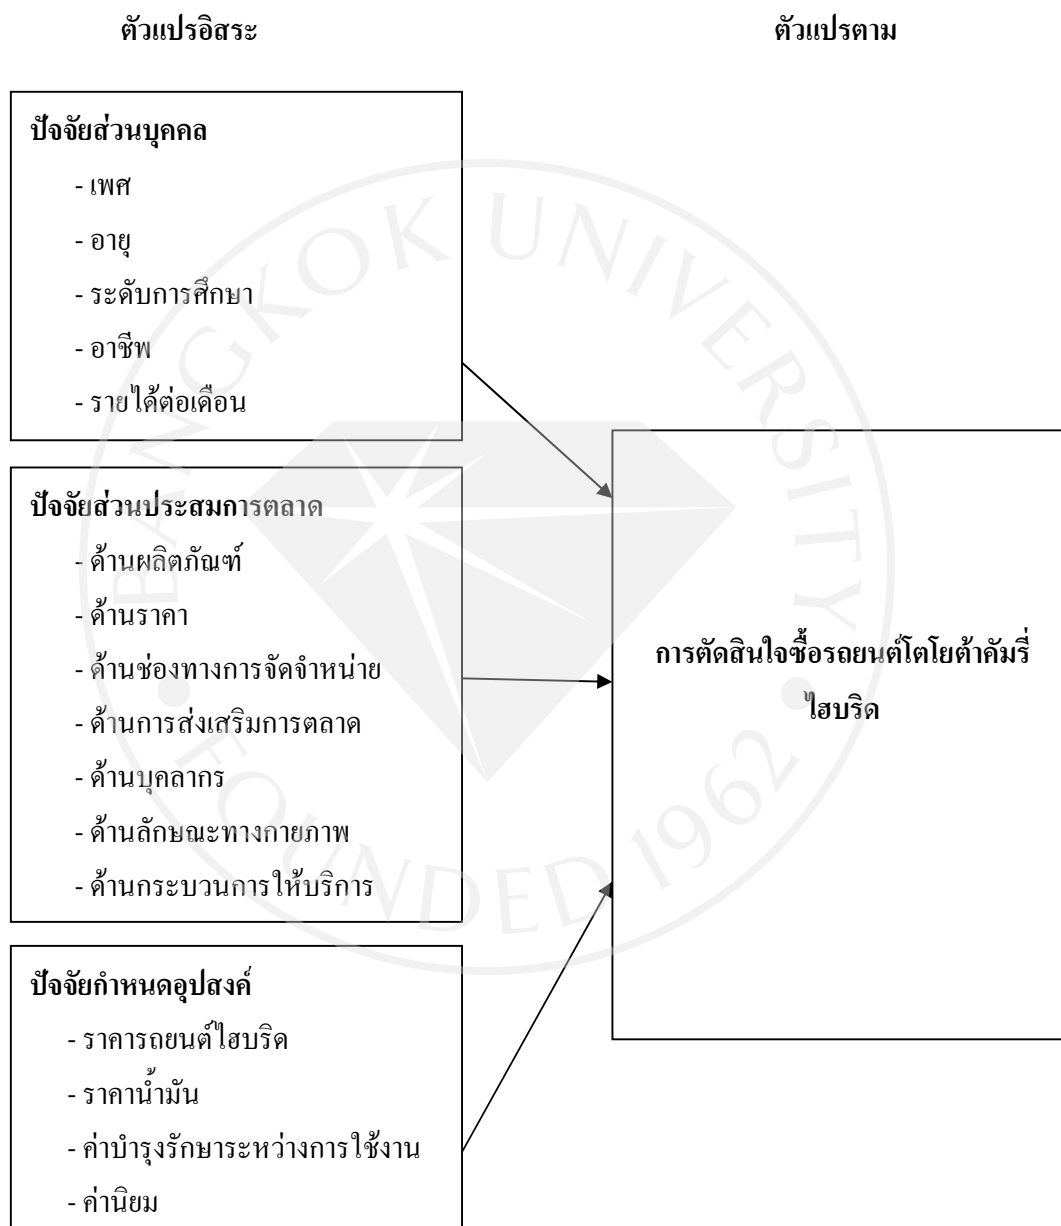 ตัวแปรอิสระ
ตัวแปรตาม
ปัจจัยส่วนบุคคล
- เพศ
- อายุ
- ระดับการศึกษา
- อาชีพ
- รายได้ต่อเดือน
ปัจจัยส่วนประสมการตลาด
- ด้านผลิตภัณฑ์
- ด้านราคา
- ด้านช่องทางการจัดจำหน่าย
- ด้านการส่งเสริมการตลาด
- ด้านบุคลากร
- ด้านลักษณะทางกายภาพ
- ด้านกระบวนการให้บริการ
ปัจจัยกำหนดอุปสงค์
- ราคารถยนต์ไฮบริด
- ราคาน้ำมัน
- ค่าบำรุงรักษาระหว่างการใช้งาน
- ค่านิยม
การตัดสินใจซื้อรถยนต์โตโยต้าคัมรี่
ไฮบริด
BANGKOK UNIVERSITY
FOUNDED 1962